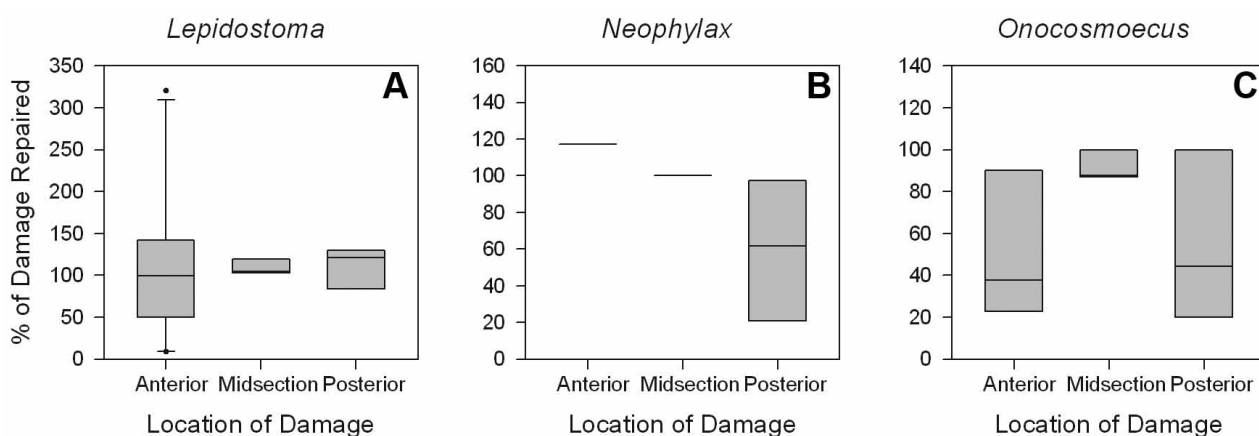 Lepidostoma
Neophylax
Onocosmoecus
% of Damage Repaired
A
350
300
250
200
150
100
50
0
Anterior Midsection Posterior
Location of Damage
B
160
140
120
100
80
60
40
20
0
Anterior Midsection Posterior
Location of Damage
C
140
120
100
80
60
40
20
0
Anterior Midsection Posterior
Location of Damage